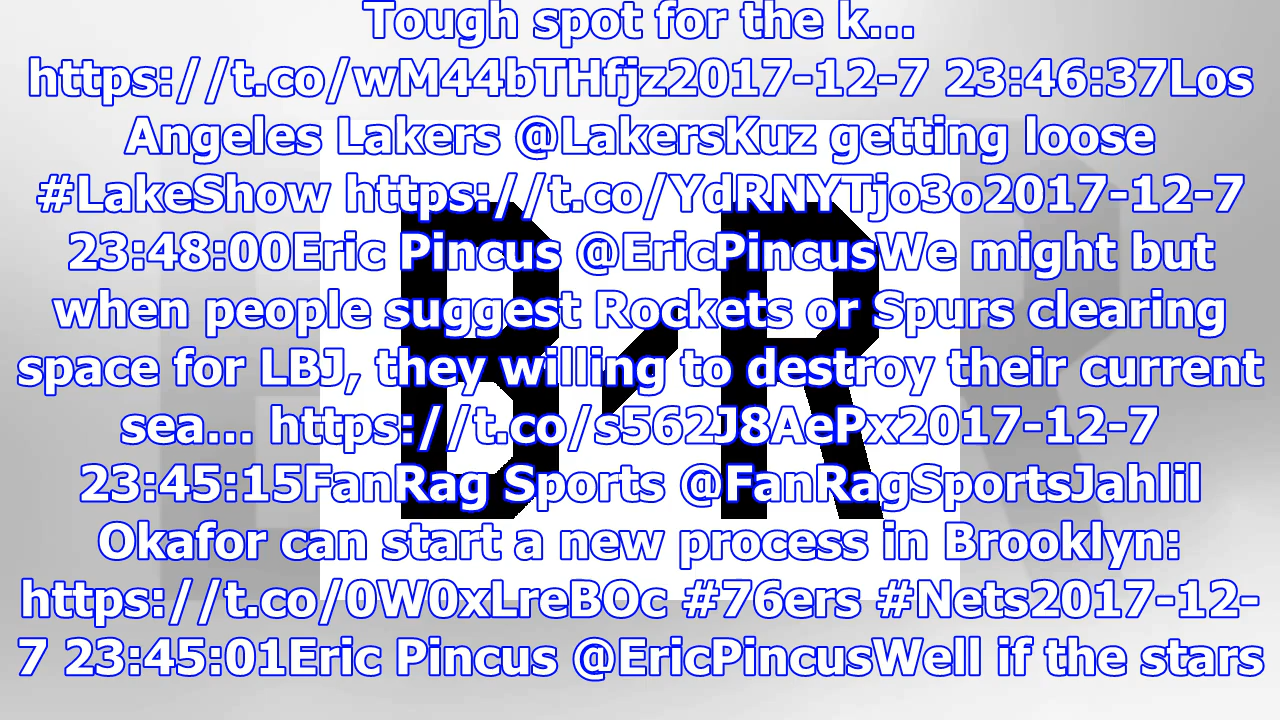 Tough spot for the k...
https://t.co/wM44bTHfjz2017-12-7 23:46:37Los
Angeles Lakers @LakersKuz getting loose
#LakeShow https://t.co/YdRNYTjo3o2017-12-7
23:48:00Eric Pincus @EricPincusWe might but
when people suggest Rockets or Spurs clearing
space for LBJ, they willing to destroy their current
sea... https://t.co/s562J8AePx2017-12-7
23:45:15FanRag Sports @FanRagSportsJahlil
Okafor can start a new process in Brooklyn:
https://t.co/0W0xLreBOc #76ers #Nets2017-12-
7 23:45:01Eric Pincus @EricPincusWell if the stars
B/R